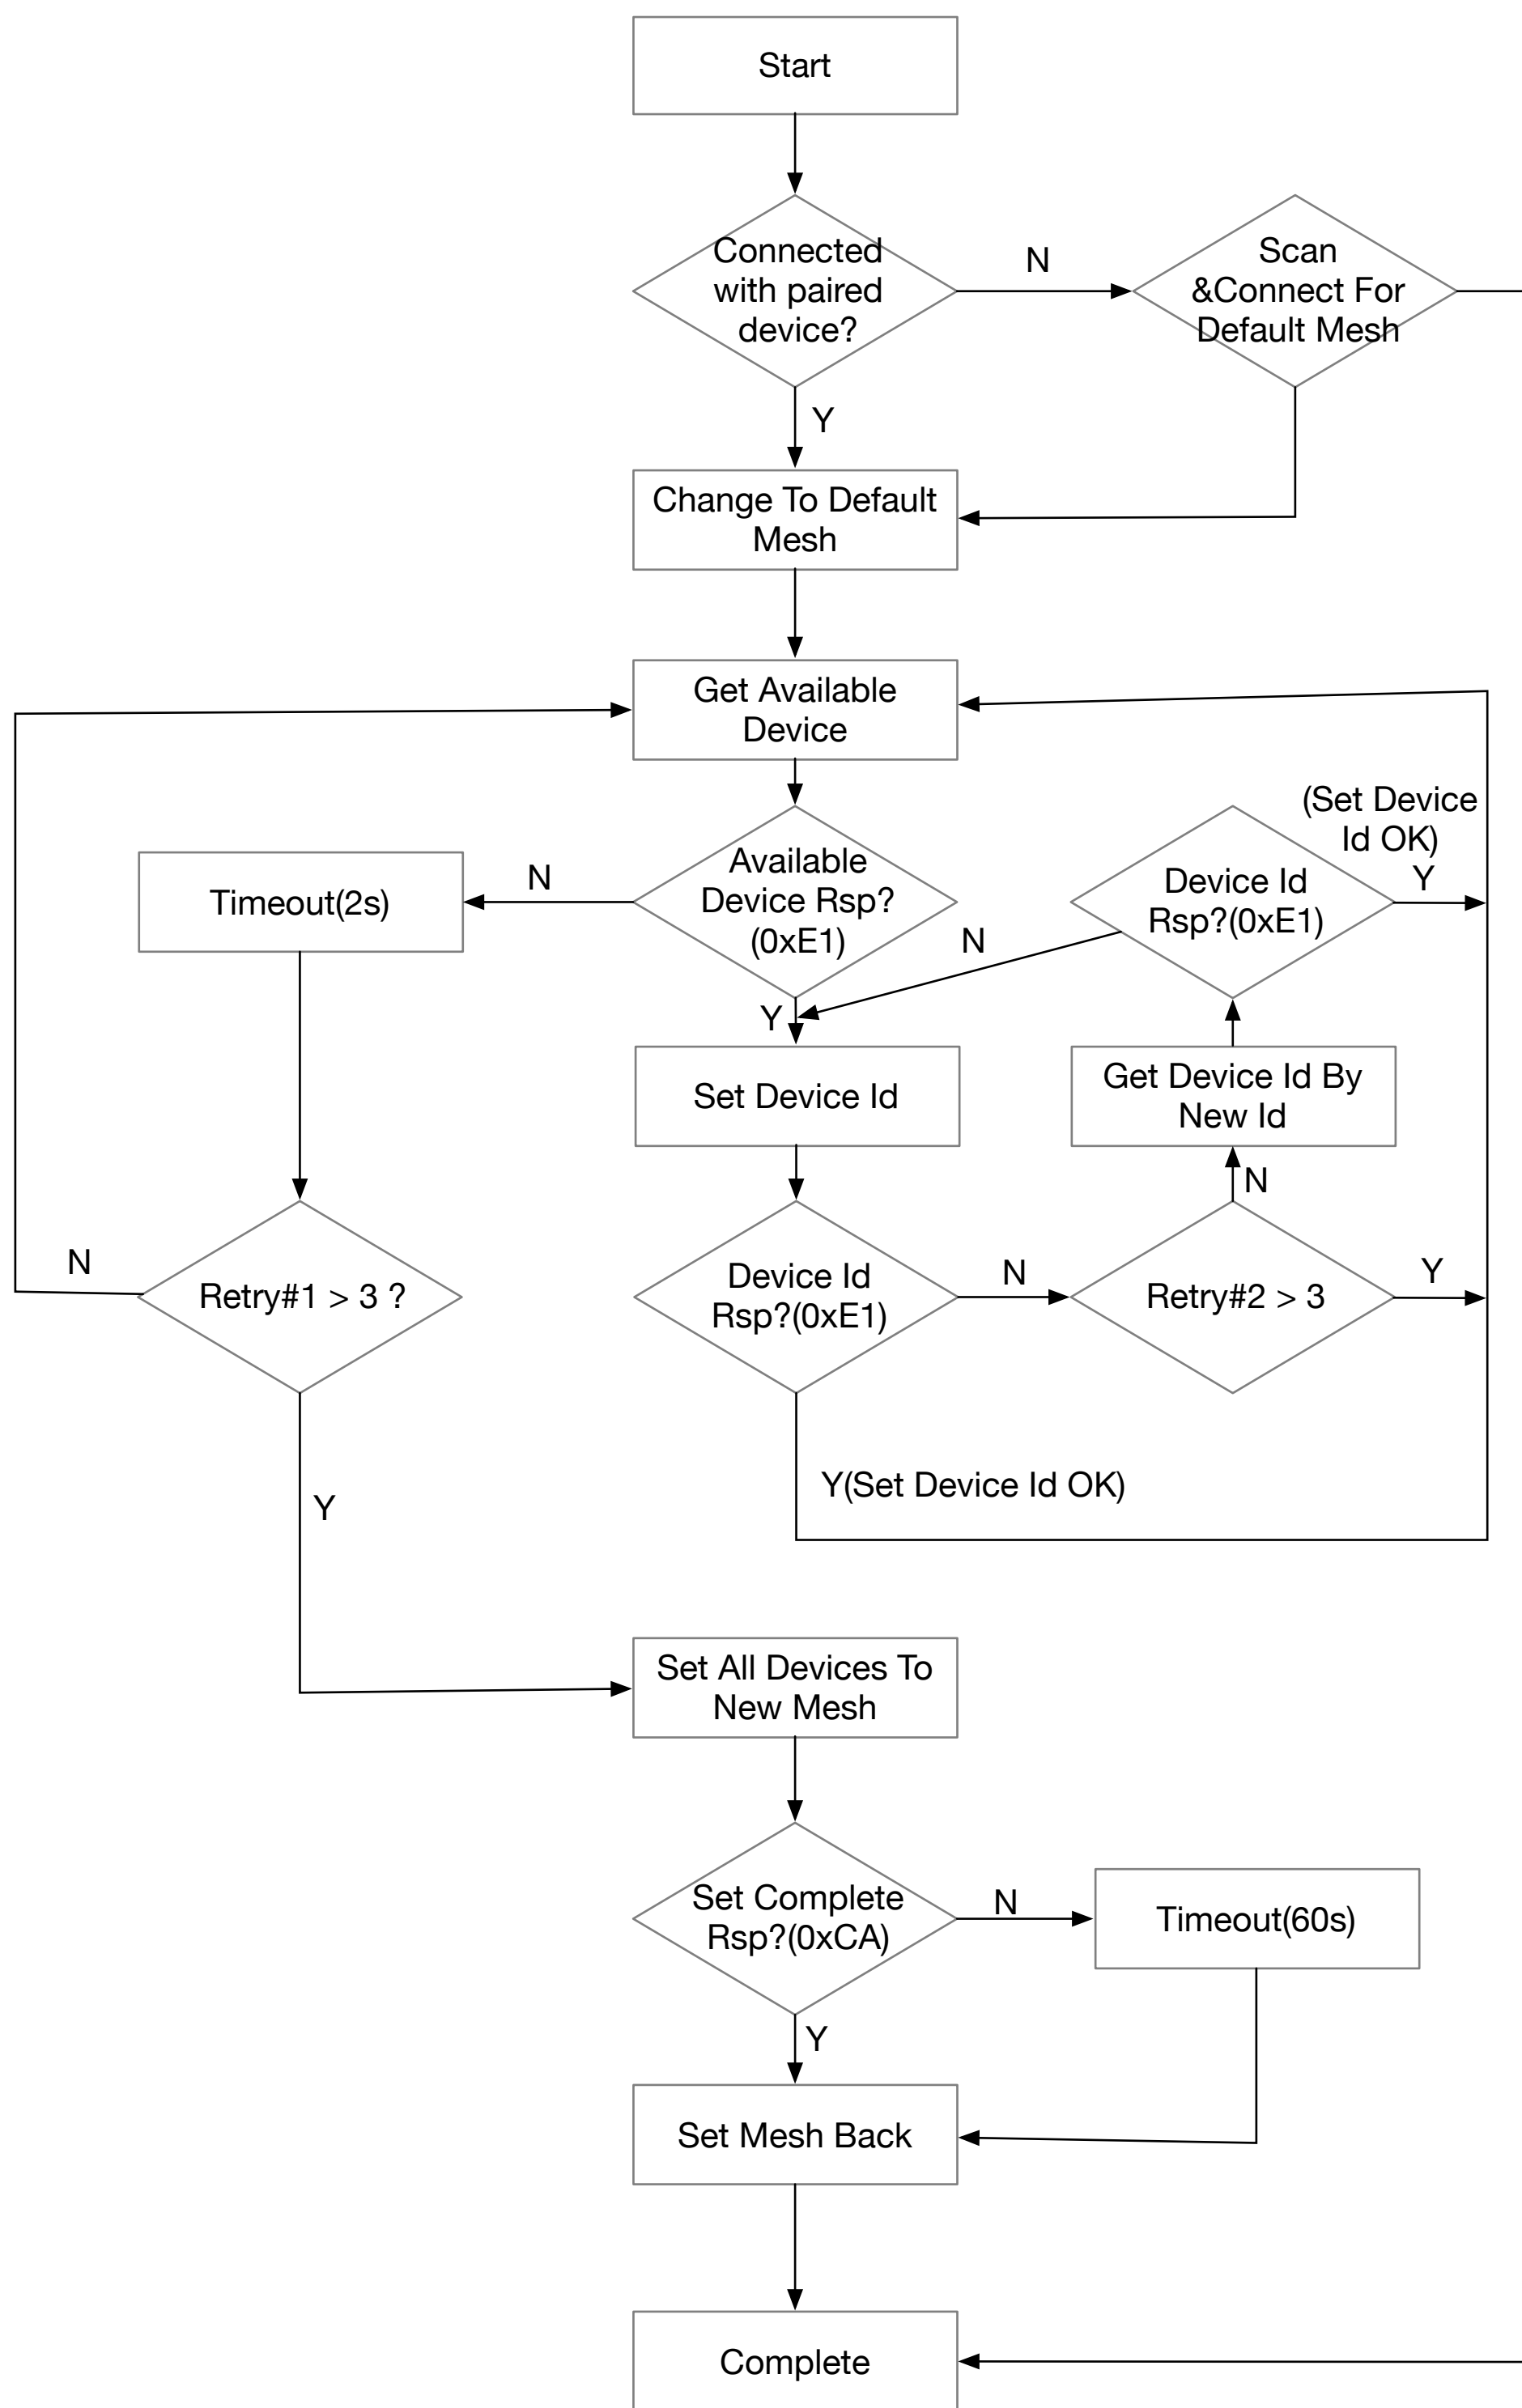 Start
Connected
with paired
device?
N
Scan
&Connect For
Default Mesh
Y
Change To Default
Mesh
Get Available
Device
(Set Device
Id OK)
Y
Timeout(2s)
N
Available
Device Rsp?
(0xE1)
N
Device Id
Rsp?(0xE1)
Y
Set Device Id
Get Device Id By
New Id
N
N
Retry#1 > 3 ?
Device Id
Rsp?(0xE1)
N
Retry#2 > 3
Y
Y(Set Device Id OK)
Y
Set All Devices To
New Mesh
Set Complete
Rsp?(0xCA)
N
Timeout(60s)
Y
Set Mesh Back
Complete